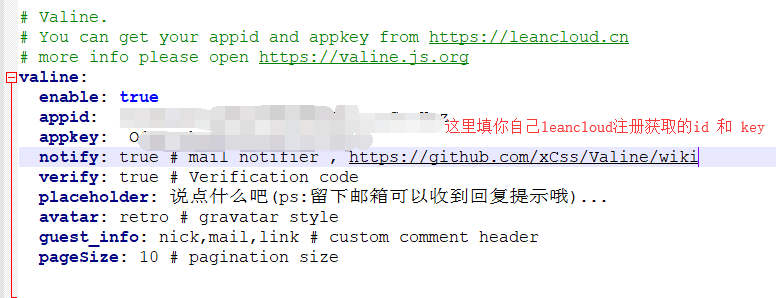 # Valine.
# You can get your appid and appkey from https://leancloud.cn
# more info please open https://valine.js.org
valine:
enable: true
appid:
这里填你自己leancloud注册获取的id 和 key
appkey:
notify: true # mail notifier , https://github.com/xCss/Valine/wiki
verify: true # Verification code
placeholder: 说点什么吧(ps:留下邮箱可以收到回复提示哦)...
avatar: retro # gravatar style
guest_info: nick,mail,link # custom comment header
pageSize: 10 # pagination size